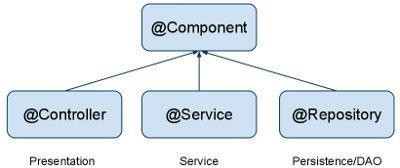 @Component
@Controller
@Service
@Repository
Presentation
Service
Persistence/DAO